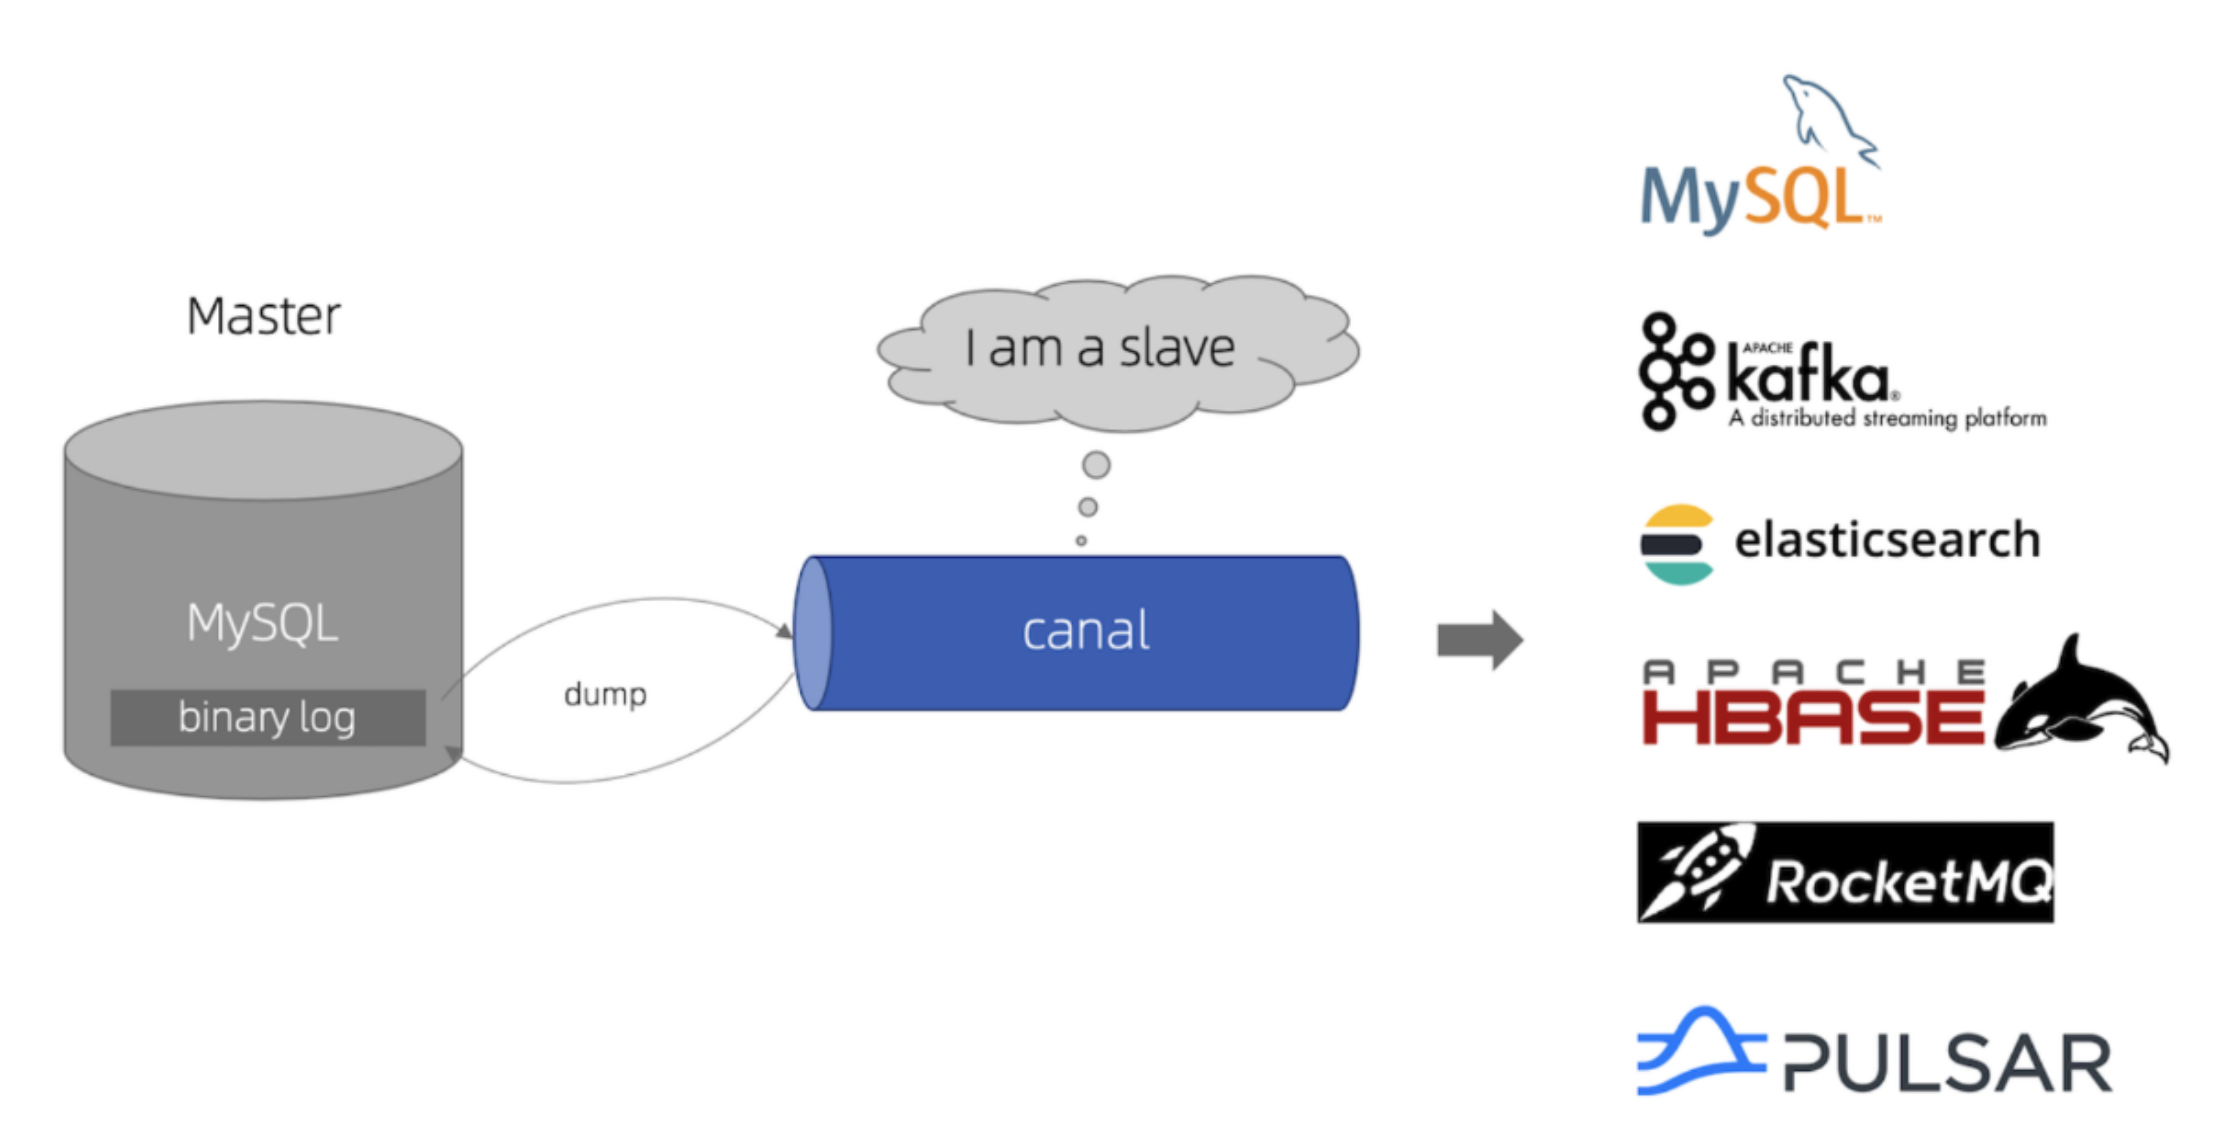 Master
MySQL
binary log
dump
I am a slave
canal
MySQL™
APACHE
kafka®
A distributed streaming platform
elasticsearch
APACHE
HBASE
RocketMQ
PULSAR